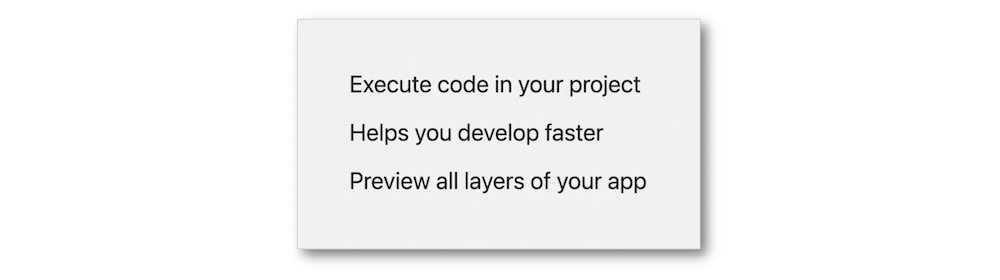 Execute code in your project
Helps you develop faster
Preview all layers of your app